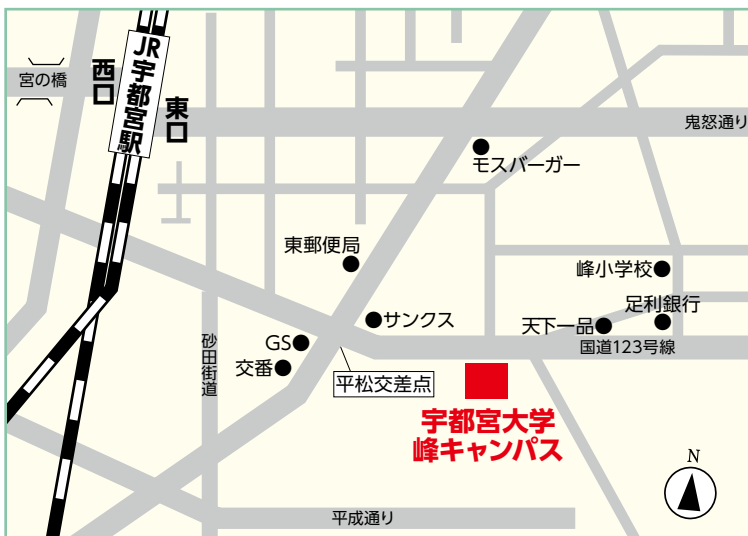 宮の橋
西口
JR宇都宮駅
東口
鬼怒通り
モスバーガー
東郵便局
峰小学校
足利銀行
サンクス
天下一品
GS
国道123号線
交番
砂田街道
平松交差点
宇都宮大学
峰キャンパス
N
平成通り